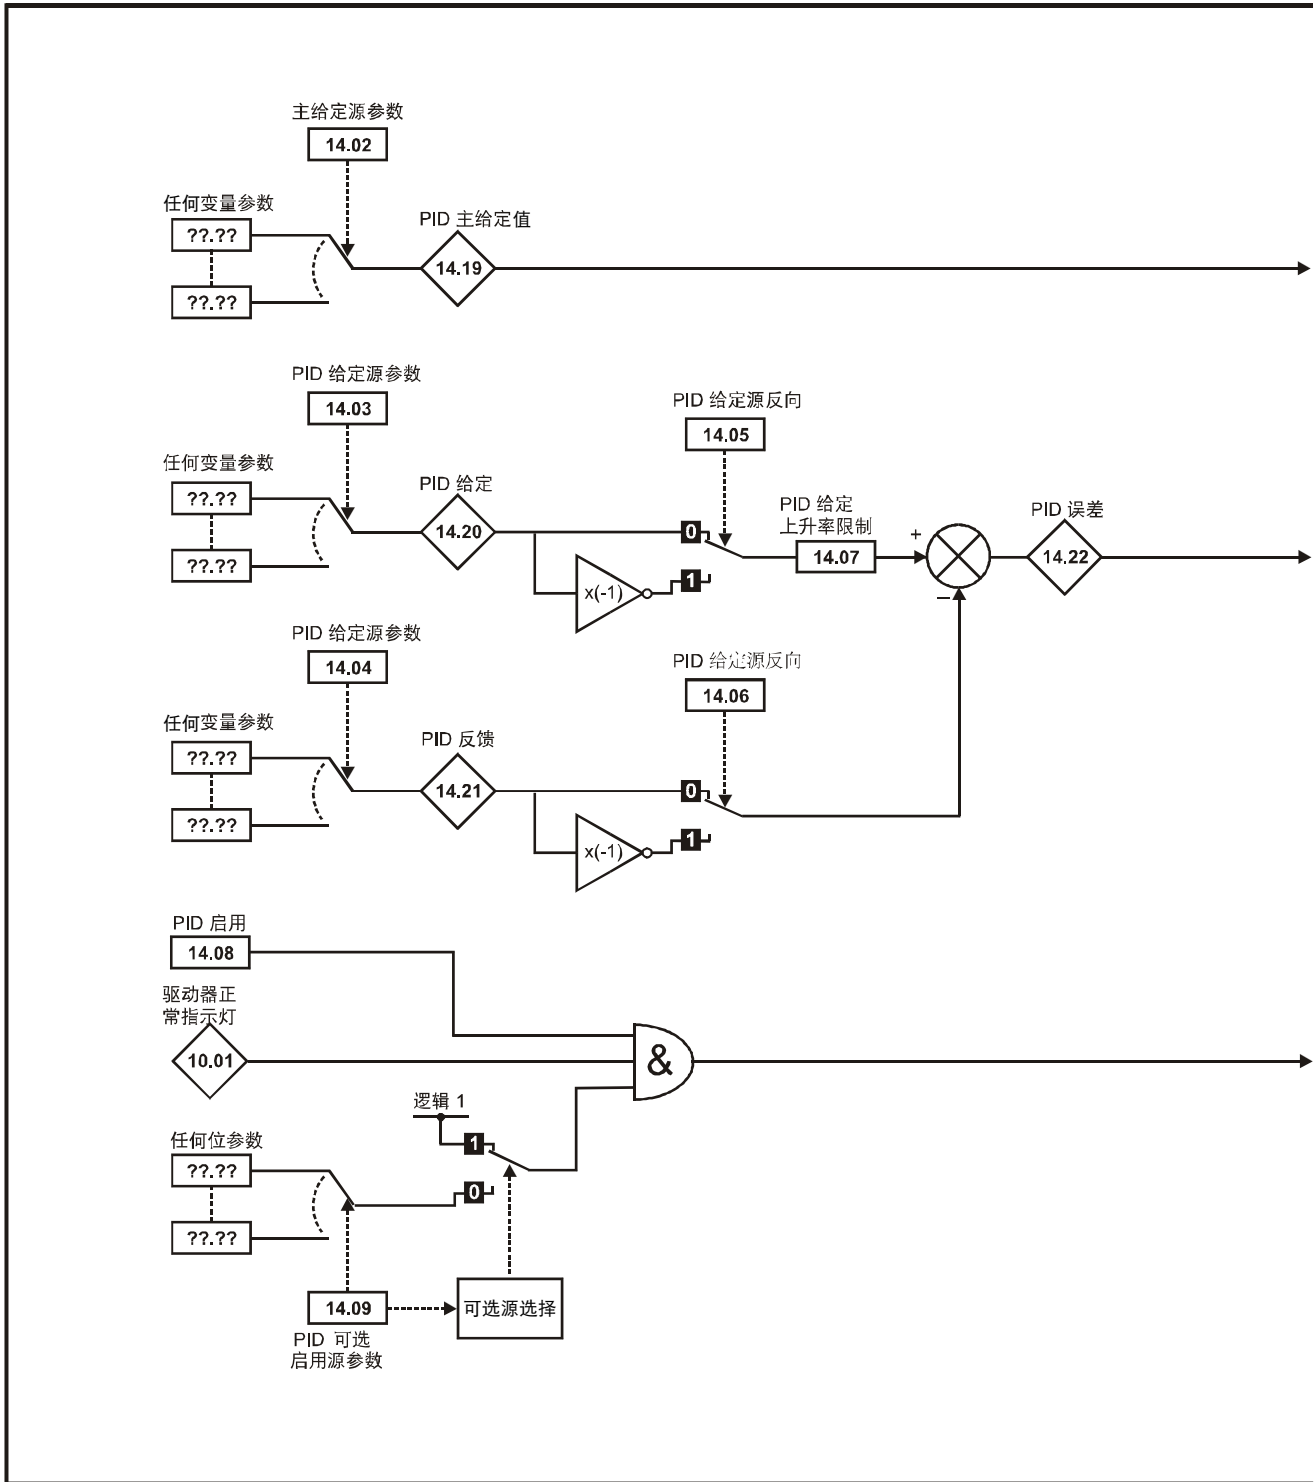 主给定源参数
14.02
任何变量参数
??.??
??.??
PID 主给定值
14.19
PID 给定源参数
14.03
任何变量参数
??.??
??.??
PID 给定
14.20
x(-1)
0
1
PID 给定源反向
14.05
PID 给定
上升率限制
14.07
+
−
PID 误差
14.22
PID 给定源参数
14.04
任何变量参数
??.??
??.??
PID 反馈
14.21
x(-1)
0
1
PID 给定源反向
14.06
PID 启用
14.08
驱动器正
常指示灯
10.01
&
逻辑 1
1
0
任何位参数
??.??
??.??
14.09
PID 可选
启用源参数
可选源选择